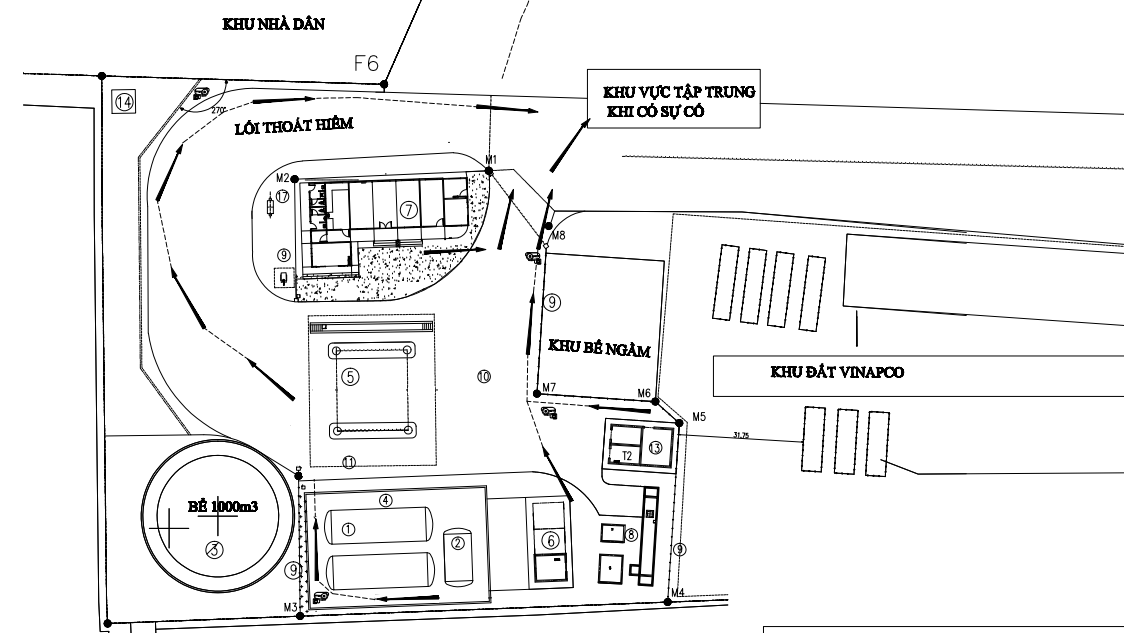 KHU NHÀ DÂN
F6
KHU VỰC TẬP TRUNG
KHI CÓ SỰ CỐ
14
270°
LỐI THOÁT HIỂM
M1
M2
17
7
M8
9
9
KHU BỂ NGẦM
KHU ĐẤT VINAPCO
5
10
M7
M6
M5
31.75
13
T2
11
BỂ 1000m3
4
1
2
6
8
3
9
9
M3
M4